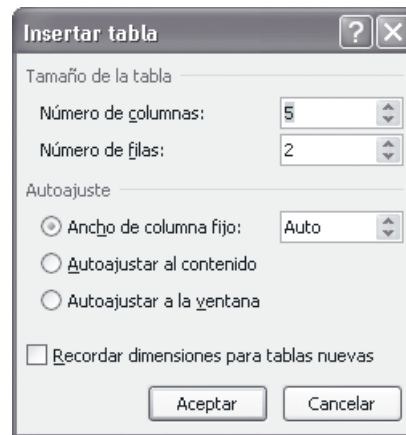 Insertar tabla
Tamaño de la tabla
Número de columnas: 5
Número de filas: 2
Autoajuste
Ancho de columna fijo: Auto
Autoajustar al contenido
Autoajustar a la ventana
Recordar dimensiones para tablas nuevas
Aceptar Cancelar